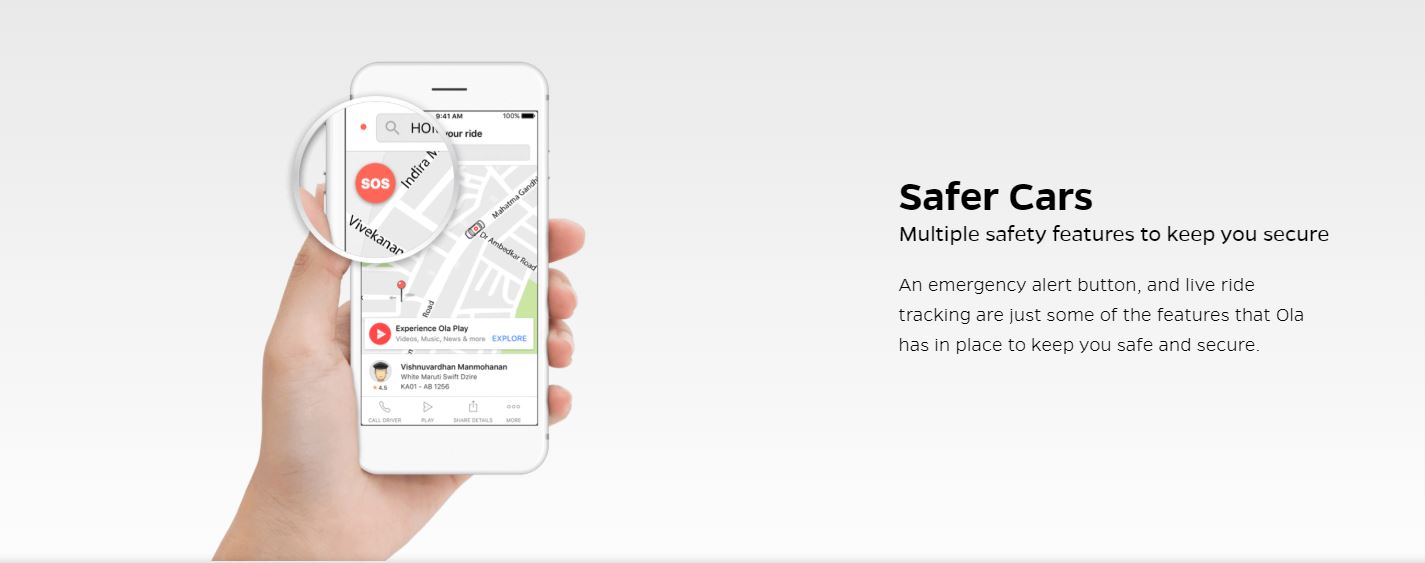 9:41 AM
100%
HOM
your ride
SOS
Indira M
Vivekanan
Mahatma Gandhi
Dr Ambedkar Road
Road
Experience Ola Play
Videos, Music, News & more
EXPLORE
Vishnuvardhan Manmohanan
White Maruti Swift Dzire
★ 4.5
KA01 - AB 1256
CALL DRIVER
PLAY
SHARE DETAILS
MORE
Safer Cars
Multiple safety features to keep you secure
An emergency alert button, and live ride
tracking are just some of the features that Ola
has in place to keep you safe and secure.